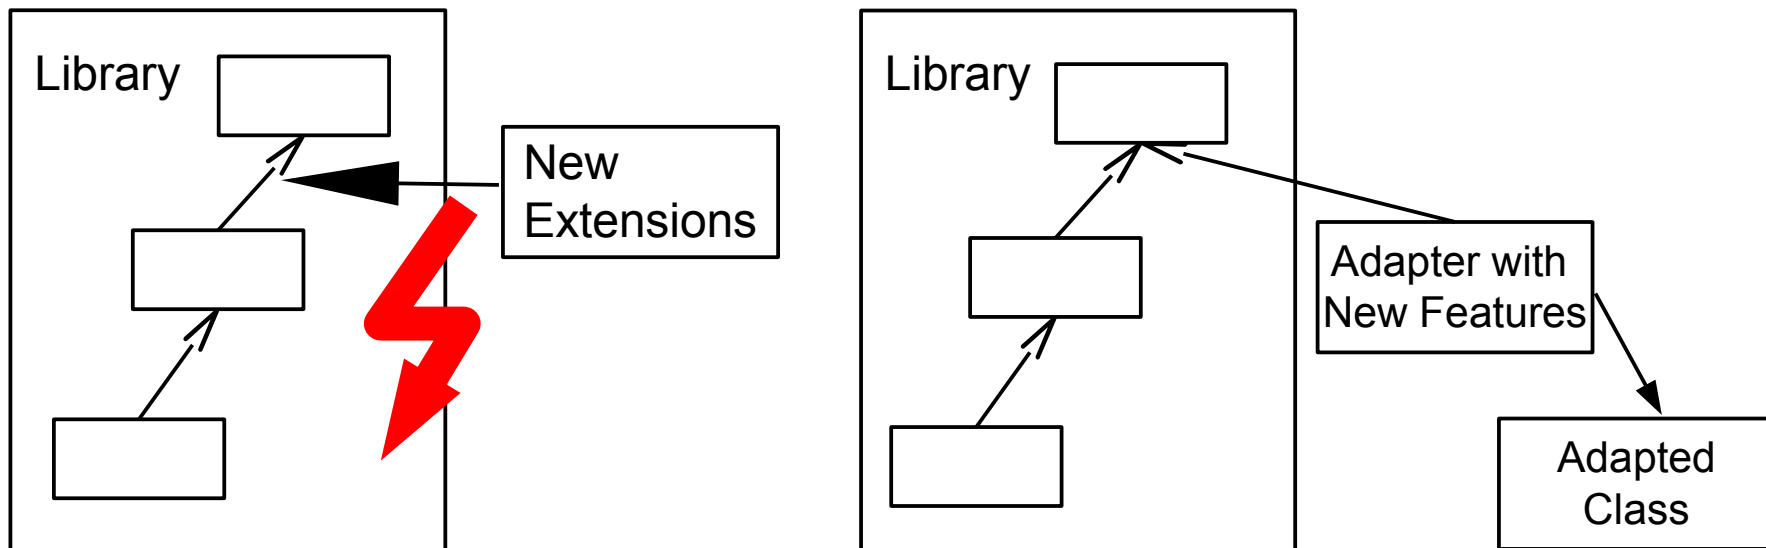 Library
New
Extensions
Library
Adapter with
New Features
Adapted
Class